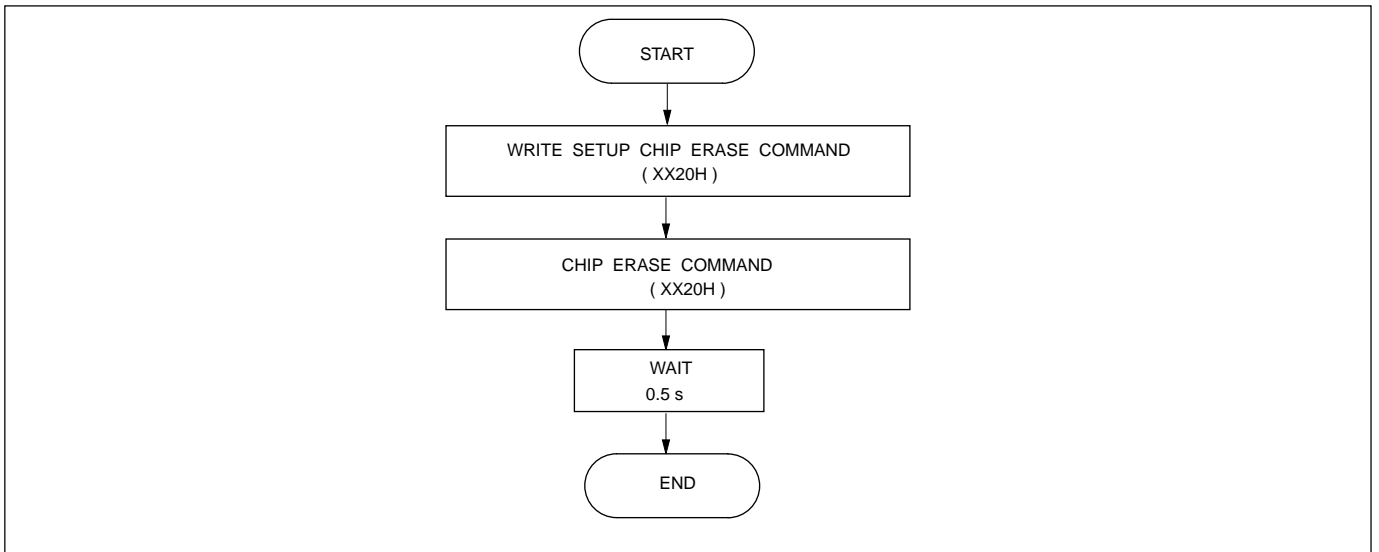 START
WRITE SETUP CHIP ERASE COMMAND
( XX20H )
CHIP ERASE COMMAND
( XX20H )
WAIT
0.5 s
END